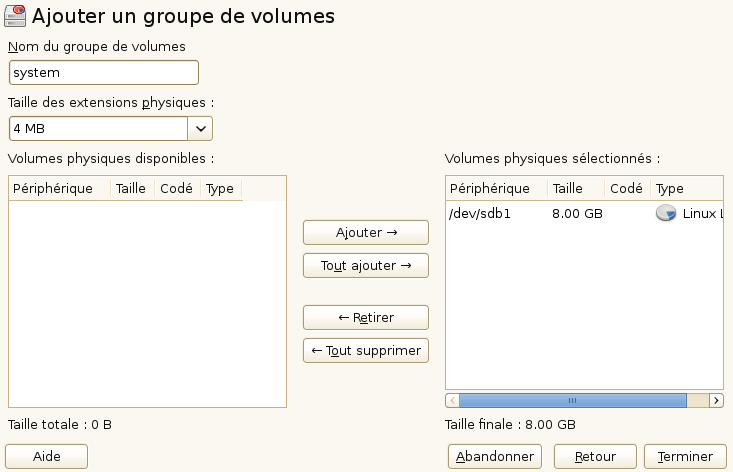 Ajouter un groupe de volumes
Nom du groupe de volumes
system
Taille des extensions physiques :
4 MB
Volumes physiques disponibles :
Périphérique Taille Codé Type
Ajouter →
Tout ajouter →
← Retirer
← Tout supprimer
Volumes physiques sélectionnés :
Périphérique Taille Codé Type
/dev/sdb1 8.00 GB Linux L
Taille totale : 0 B
Taille finale : 8.00 GB
Aide
Abandonner
Retour
Terminer